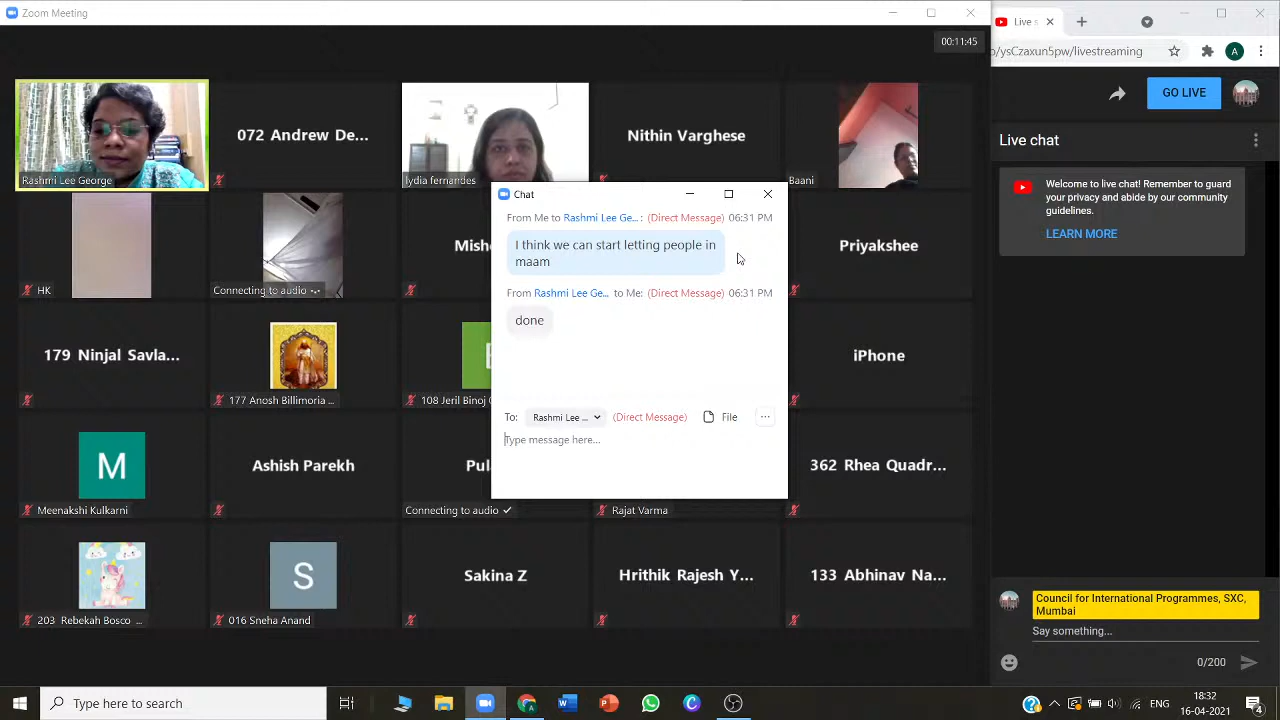 Zoom Meeting
00:11:45
Rashmi Lee George
072 Andrew De...
lydia fernandes
Nithin Varghese
Baani
HK
Connecting to audio
Priyakshee
179 Ninjal Savla...
177 Anosh Billimoria ...
108 Jeril Binoj
iPhone
M
Meenakshi Kulkarni
Ashish Parekh
Connecting to audio
Rajat Varma
362 Rhea Quadr...
203 Rebekah Bosco ...
S
016 Sneha Anand
Sakina Z
Hrithik Rajesh Y...
133 Abhinav Na...
Chat
From Me to Rashmi Lee Ge... : (Direct Message) 06:31 PM
I think we can start letting people in
maam
From Rashmi Lee Ge... to Me: (Direct Message) 06:31 PM
done
To: Rashmi Lee ... (Direct Message) File
Type message here...
Live s
o/ysCzaxun5pw/livestreaming
A
GO LIVE
Live chat
Welcome to live chat! Remember to guard
your privacy and abide by our community
guidelines.
LEARN MORE
Council for International Programmes, SXC,
Mumbai
Say something...
0/200
Type here to search
ENG
18:32
16-04-2021
4